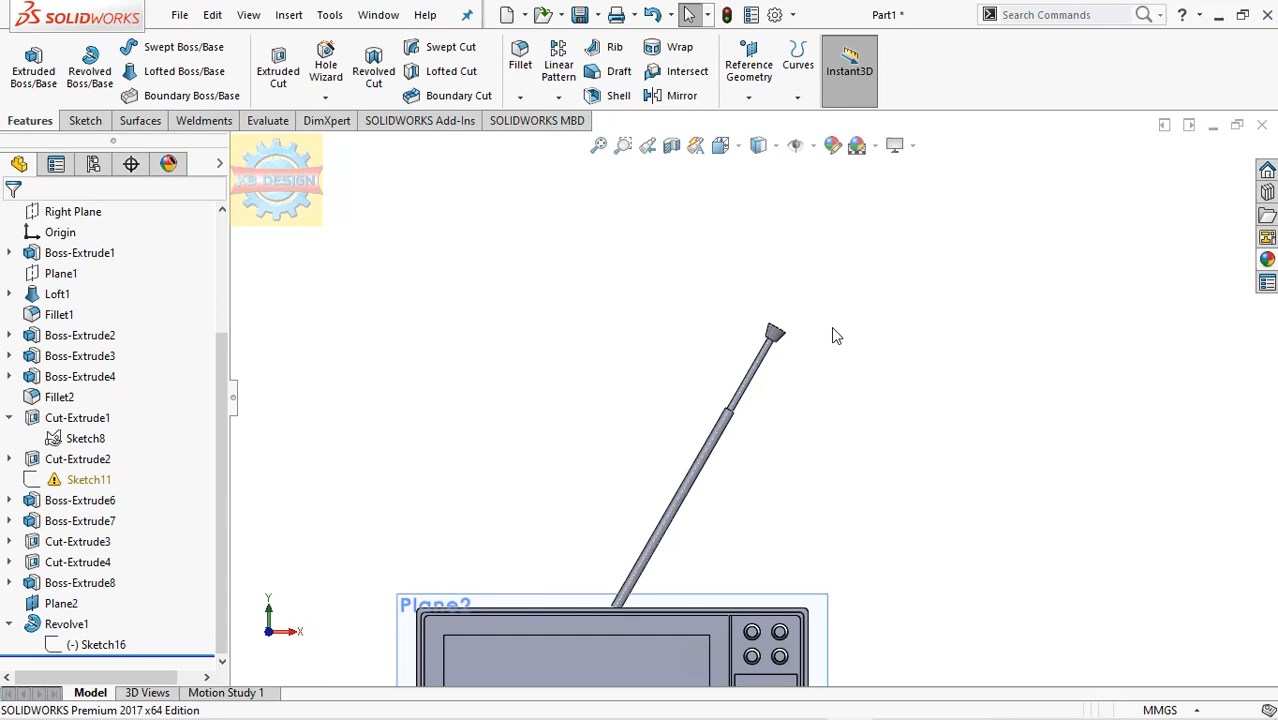 SOLIDWORKS
File
Edit
View
Insert
Tools
Window
Help
Part1 *
Search Commands
?
Extruded Boss/Base
Revolved Boss/Base
Swept Boss/Base
Lofted Boss/Base
Boundary Boss/Base
Extruded Cut
Hole Wizard
Revolved Cut
Swept Cut
Lofted Cut
Boundary Cut
Fillet
Linear Pattern
Rib
Draft
Shell
Wrap
Intersect
Mirror
Reference Geometry
Curves
Instant3D
Features
Sketch
Surfaces
Weldments
Evaluate
DimXpert
SOLIDWORKS Add-Ins
SOLIDWORKS MBD
KS DESIGN
Right Plane
Origin
Boss-Extrude1
Plane1
Loft1
Fillet1
Boss-Extrude2
Boss-Extrude3
Boss-Extrude4
Fillet2
Cut-Extrude1
Sketch8
Cut-Extrude2
Sketch11
Boss-Extrude6
Boss-Extrude7
Cut-Extrude3
Cut-Extrude4
Boss-Extrude8
Plane2
Revolve1
(-) Sketch16
Plane2
Y
X
Model
3D Views
Motion Study 1
SOLIDWORKS Premium 2017 x64 Edition
MMGS